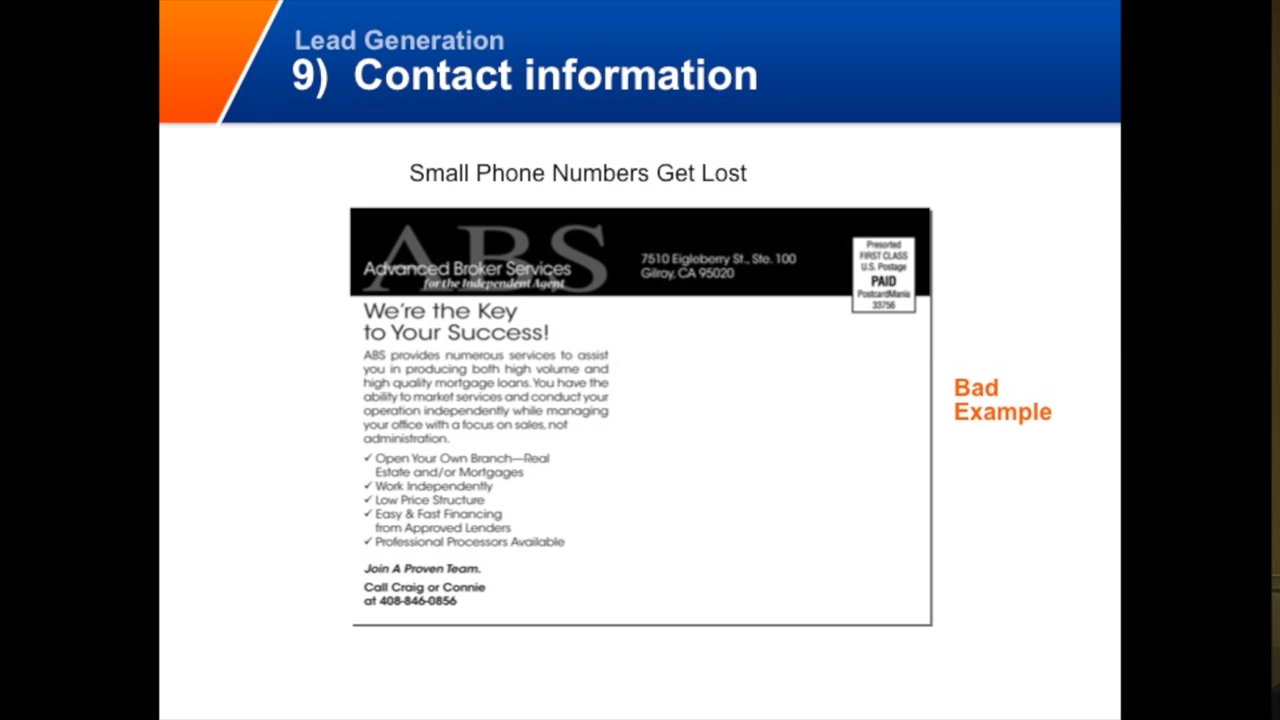 Lead Generation
9) Contact information
Small Phone Numbers Get Lost
ABS
Advanced Broker Services
for the Independent Agent
7510 Eigleberry St., Ste. 100
Gilroy, CA 95020
Presorted
FIRST CLASS
U.S. Postage
PAID
PostcardMania
33756
We're the Key
to Your Success!
ABS provides numerous services to assist
you in producing both high volume and
high quality mortgage loans. You have the
ability to market services and conduct your
operation independently while managing
your office with a focus on sales, not
administration.
✓ Open Your Own Branch—Real
Estate and/or Mortgages
✓ Work Independently
✓ Low Price Structure
✓ Easy & Fast Financing
from Approved Lenders
✓ Professional Processors Available
Join A Proven Team.
Call Craig or Connie
at 408-846-0856
Bad
Example